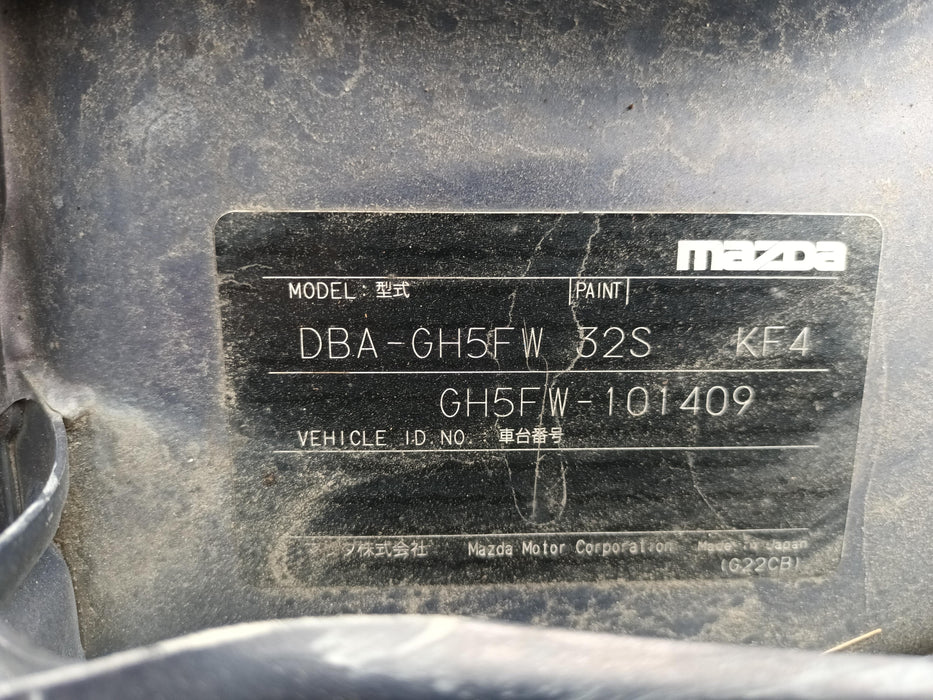 mazda
MODEL: 型式 PAINT
DBA-GH5FW 32S KF4
GH5FW-101409
VEHICLE I.D. NO.: 車台番号
ダ株式会社 Mazda Motor Corporation Made in Japan
(G22CB)